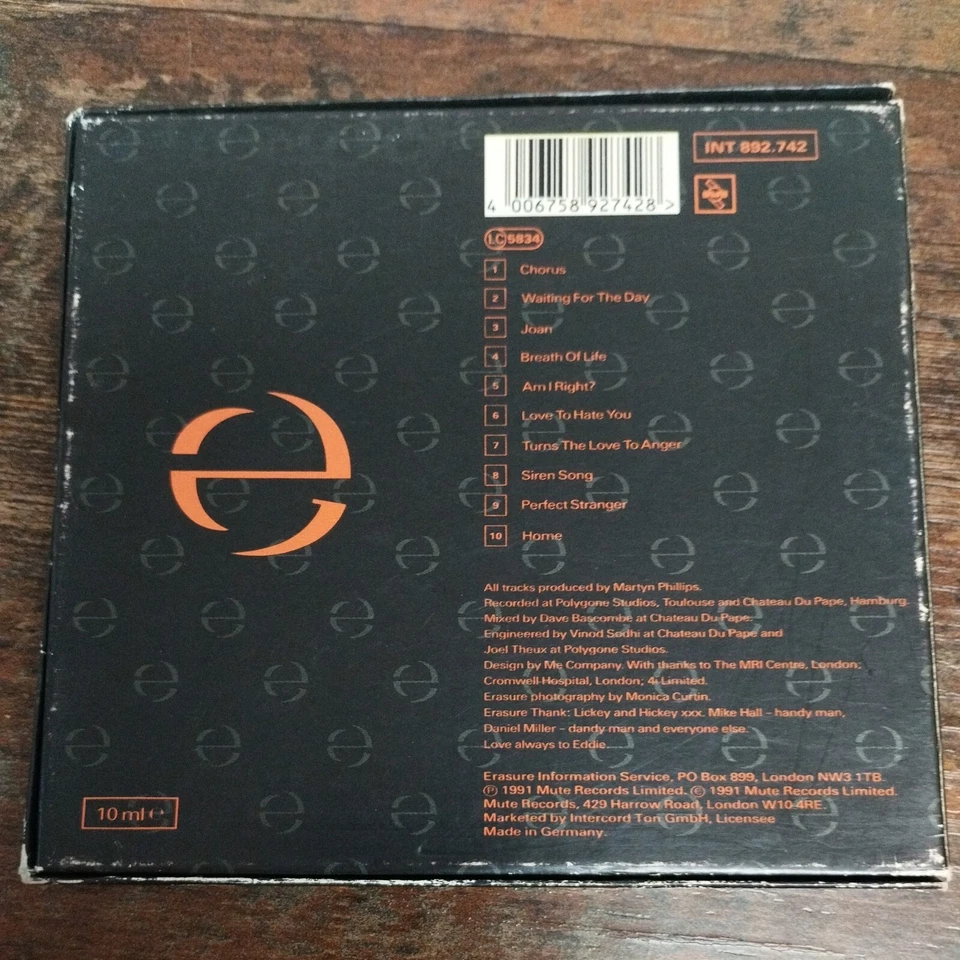 INT 892.742
4 006758 927428 >
LC 5834
1 Chorus
2 Waiting For The Day
3 Joan
4 Breath Of Life
5 Am I Right?
6 Love To Hate You
7 Turns The Love To Anger
8 Siren Song
9 Perfect Stranger
10 Home
All tracks produced by Martyn Phillips.
Recorded at Polygone Studios, Toulouse and Chateau Du Pape, Hamburg.
Mixed by Dave Bascombe at Chateau Du Pape.
Engineered by Vinod Sodhi at Chateau Du Pape and
Joel Theux at Polygone Studios.
Design by Me Company. With thanks to The MRI Centre, London;
Cromwell Hospital, London; 4i Limited.
Erasure photography by Monica Curtin.
Erasure Thank: Lickey and Hickey xxx. Mike Hall – handy man,
Daniel Miller – dandy man and everyone else.
Love always to Eddie.
Erasure Information Service, PO Box 899, London NW3 1TB.
℗ 1991 Mute Records Limited. © 1991 Mute Records Limited.
Mute Records, 429 Harrow Road, London W10 4RE.
Marketed by Intercord Ton GmbH, Licensee
Made in Germany.
e
10 ml e